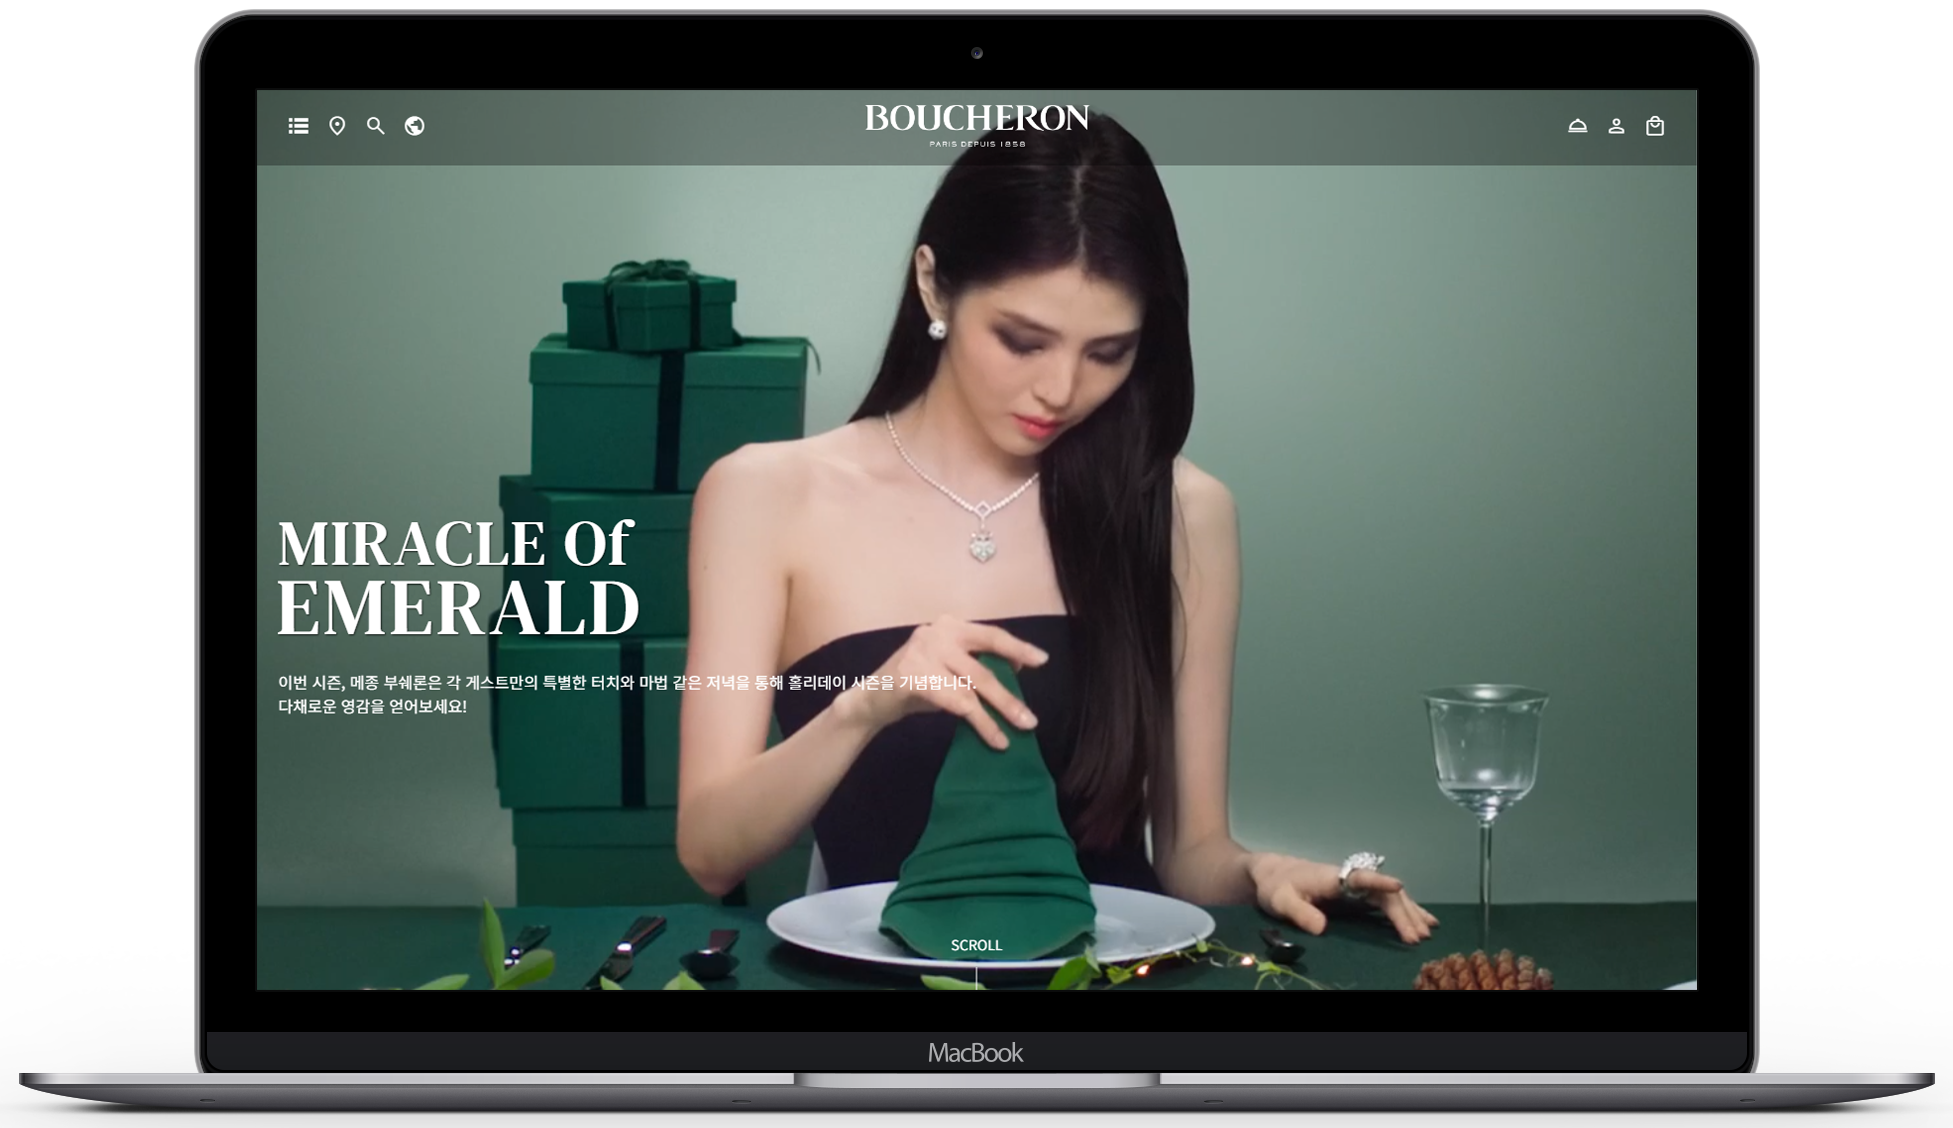 BOUCHERON
PARIS DEPUIS 1858
MIRACLE Of
EMERALD
이번 시즌, 메종 부쉐론은 각 게스트만의 특별한 터치와 마법 같은 저녁을 통해 홀리데이 시즌을 기념합니다.
다채로운 영감을 얻어보세요!
SCROLL
MacBook